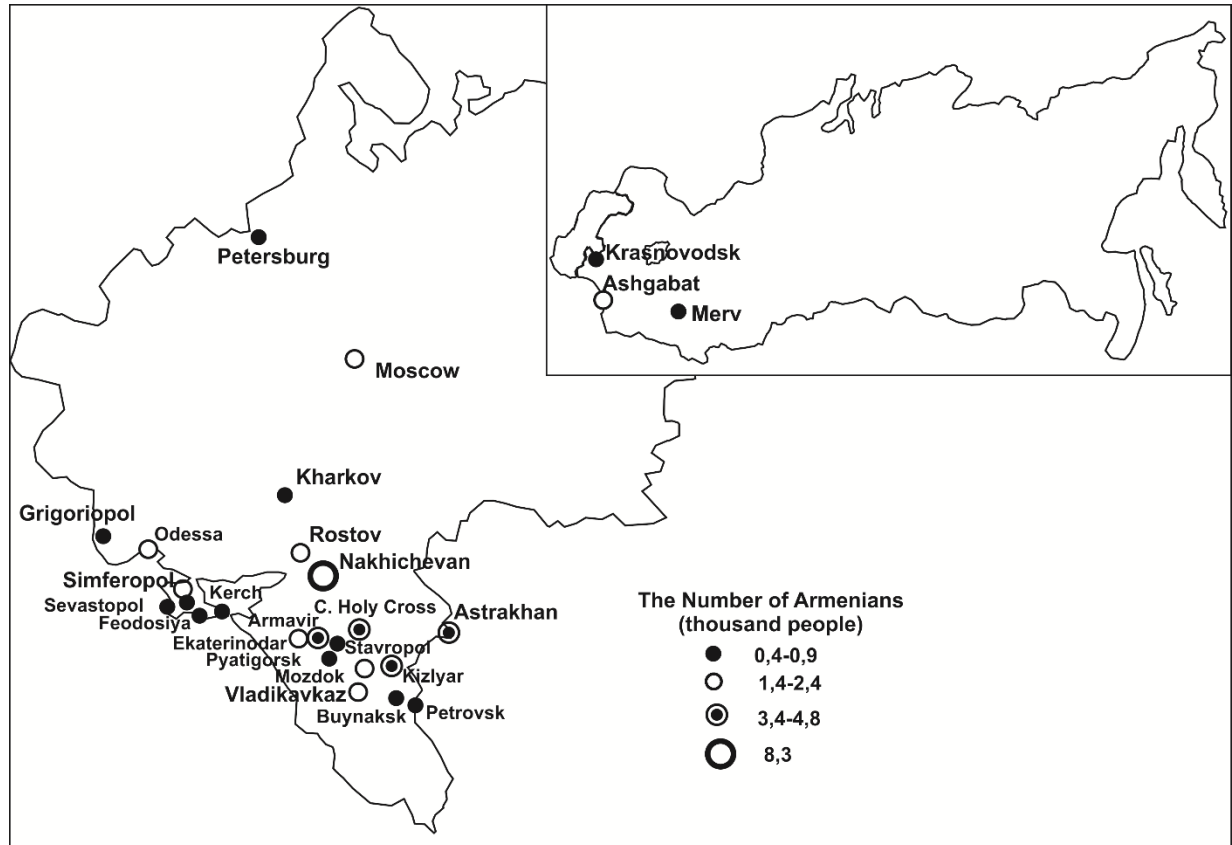 Petersburg
Krasnovodsk
Ashgabat
Merv
Moscow
Kharkov
Grigoriopol
Odessa
Rostov
Nakhichevan
Simferopol
Kerch
Sevastopol
Feodosiya
C. Holy Cross
Astrakhan
Armavir
Ekaterinodar
Stavropol
Pyatigorsk
Mozdok
Kizlyar
Vladikavkaz
Buynaksk
Petrovsk
The Number of Armenians
(thousand people)
0,4-0,9
1,4-2,4
3,4-4,8
8,3